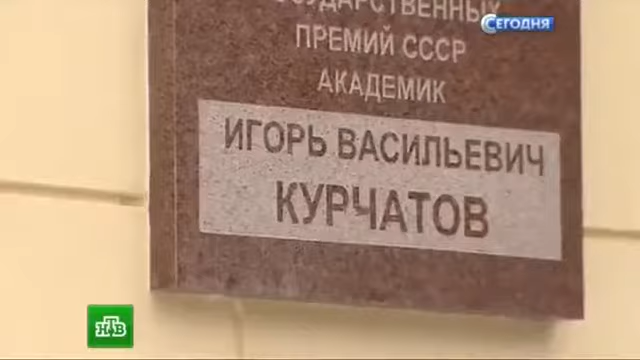 ГОСУДАРСТВЕННЫХ
ПРЕМИЙ СССР
АКАДЕМИК
ИГОРЬ ВАСИЛЬЕВИЧ
КУРЧАТОВ
СЕГОДНЯ
НТВ